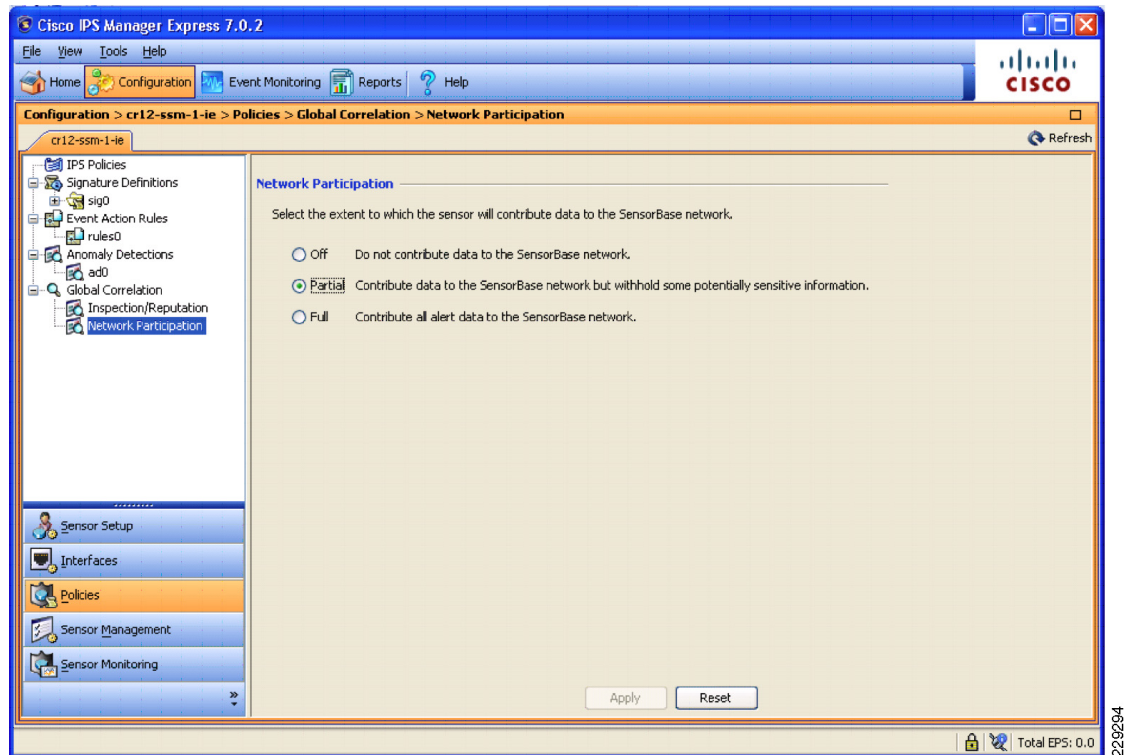 Cisco IPS Manager Express 7.0.2
File View Tools Help
Home Configuration Event Monitoring Reports Help
CISCO
Configuration > cr12-ssm-1-ie > Policies > Global Correlation > Network Participation
cr12-ssm-1-ie
Refresh
IPS Policies
Signature Definitions
sig0
Event Action Rules
rules0
Anomaly Detections
ad0
Global Correlation
Inspection/Reputation
Network Participation
Network Participation
Select the extent to which the sensor will contribute data to the SensorBase network.
Off Do not contribute data to the SensorBase network.
Partial Contribute data to the SensorBase network but withhold some potentially sensitive information.
Full Contribute all alert data to the SensorBase network.
Sensor Setup
Interfaces
Policies
Sensor Management
Sensor Monitoring
Apply Reset
Total EPS: 0.0
229294